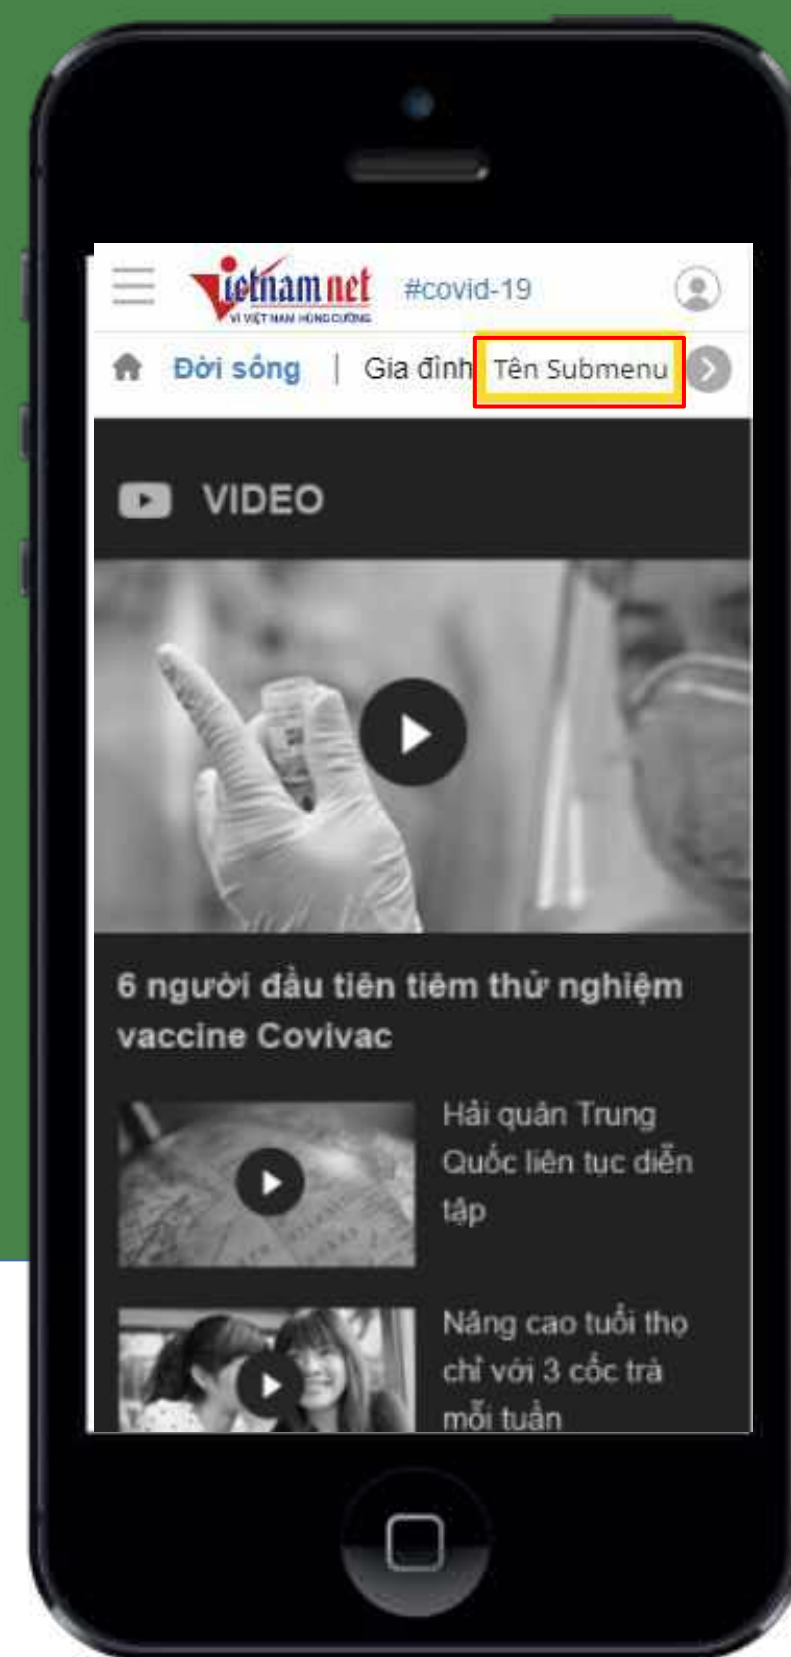 Vietnam net
VÌ VIỆT NAM HÙNG CƯỜNG
#covid-19
Đời sống | Gia đình Tên Submenu
VIDEO
6 người đầu tiên tiêm thử nghiệm
vaccine Covivac
Hải quân Trung
Quốc liên tục diễn
tập
Nâng cao tuổi thọ
chỉ với 3 cốc trà
mỗi tuần